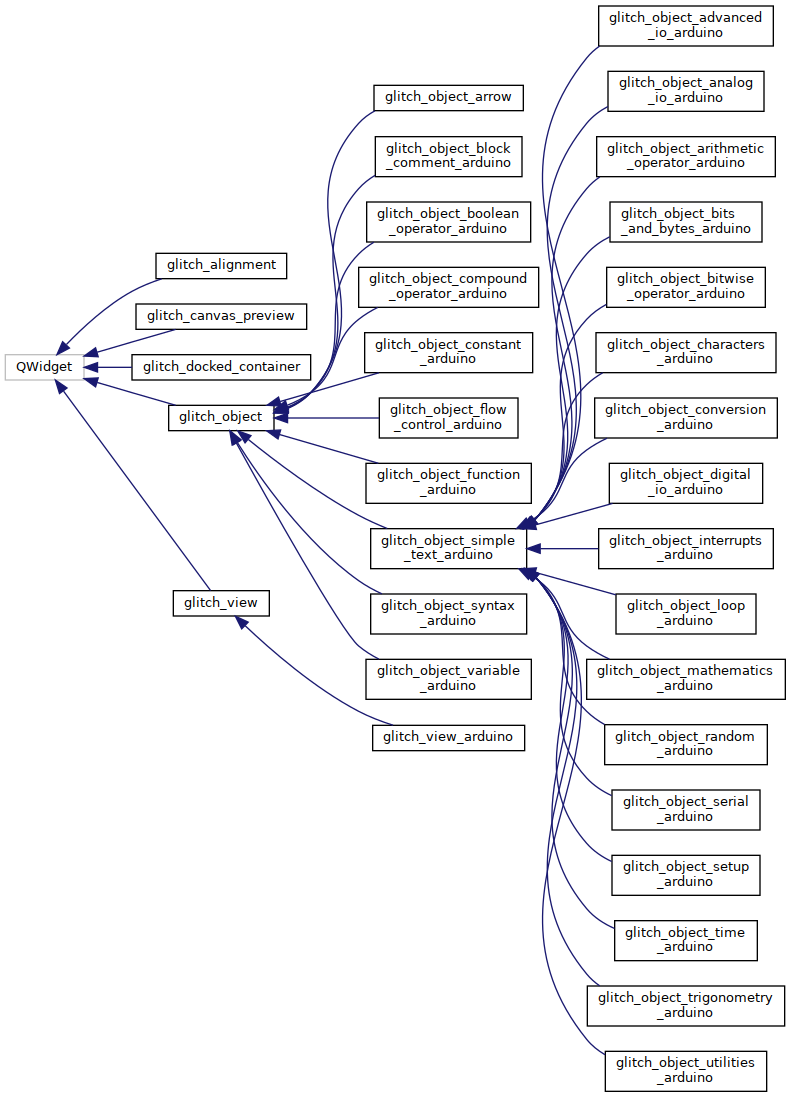 QWidget
glitch_alignment
glitch_canvas_preview
glitch_docked_container
glitch_object
glitch_view
glitch_object_arrow
glitch_object_block
_comment_arduino
glitch_object_boolean
_operator_arduino
glitch_object_compound
_operator_arduino
glitch_object_constant
_arduino
glitch_object_flow
_control_arduino
glitch_object_function
_arduino
glitch_object_simple
_text_arduino
glitch_object_syntax
_arduino
glitch_object_variable
_arduino
glitch_view_arduino
glitch_object_advanced
_io_arduino
glitch_object_analog
_io_arduino
glitch_object_arithmetic
_operator_arduino
glitch_object_bits
_and_bytes_arduino
glitch_object_bitwise
_operator_arduino
glitch_object_characters
_arduino
glitch_object_conversion
_arduino
glitch_object_digital
_io_arduino
glitch_object_interrupts
_arduino
glitch_object_loop
_arduino
glitch_object_mathematics
_arduino
glitch_object_random
_arduino
glitch_object_serial
_arduino
glitch_object_setup
_arduino
glitch_object_time
_arduino
glitch_object_trigonometry
_arduino
glitch_object_utilities
_arduino